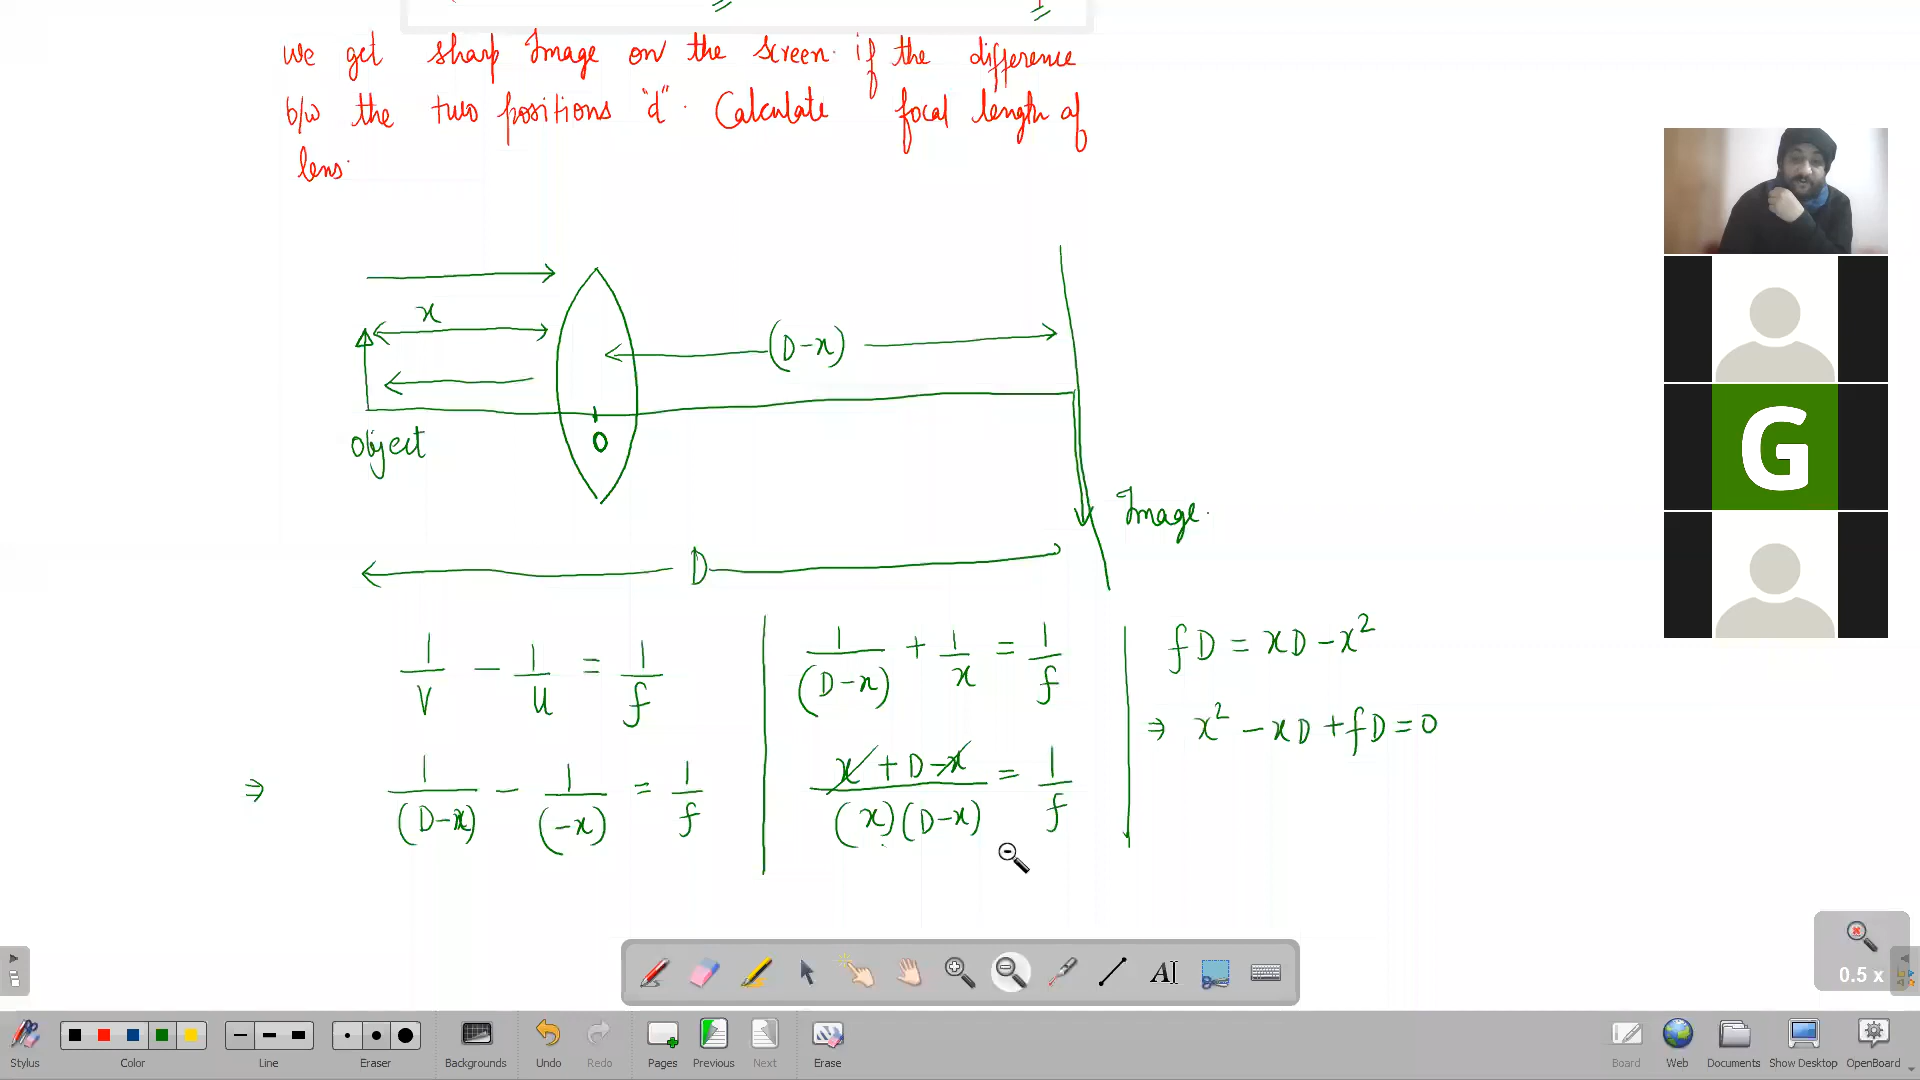 we get sharp Image on the screen. if the difference
b/w the two positions "d". Calculate focal length of
lens.
x
(D-x)
O
Object
Image.
D
1/v - 1/u = 1/f
⇒ 1/(D-x) - 1/(-x) = 1/f
1/(D-x) + 1/x = 1/f
x + D - x/(x)(D-x) = 1/f
fD = xD - x²
⇒ x² - xD + fD = 0
G
0.5 x
AI
Stylus
Color
Line
Eraser
Backgrounds
Undo
Redo
Pages
Previous
Next
Erase
Board
Web
Documents
Show Desktop
OpenBoard